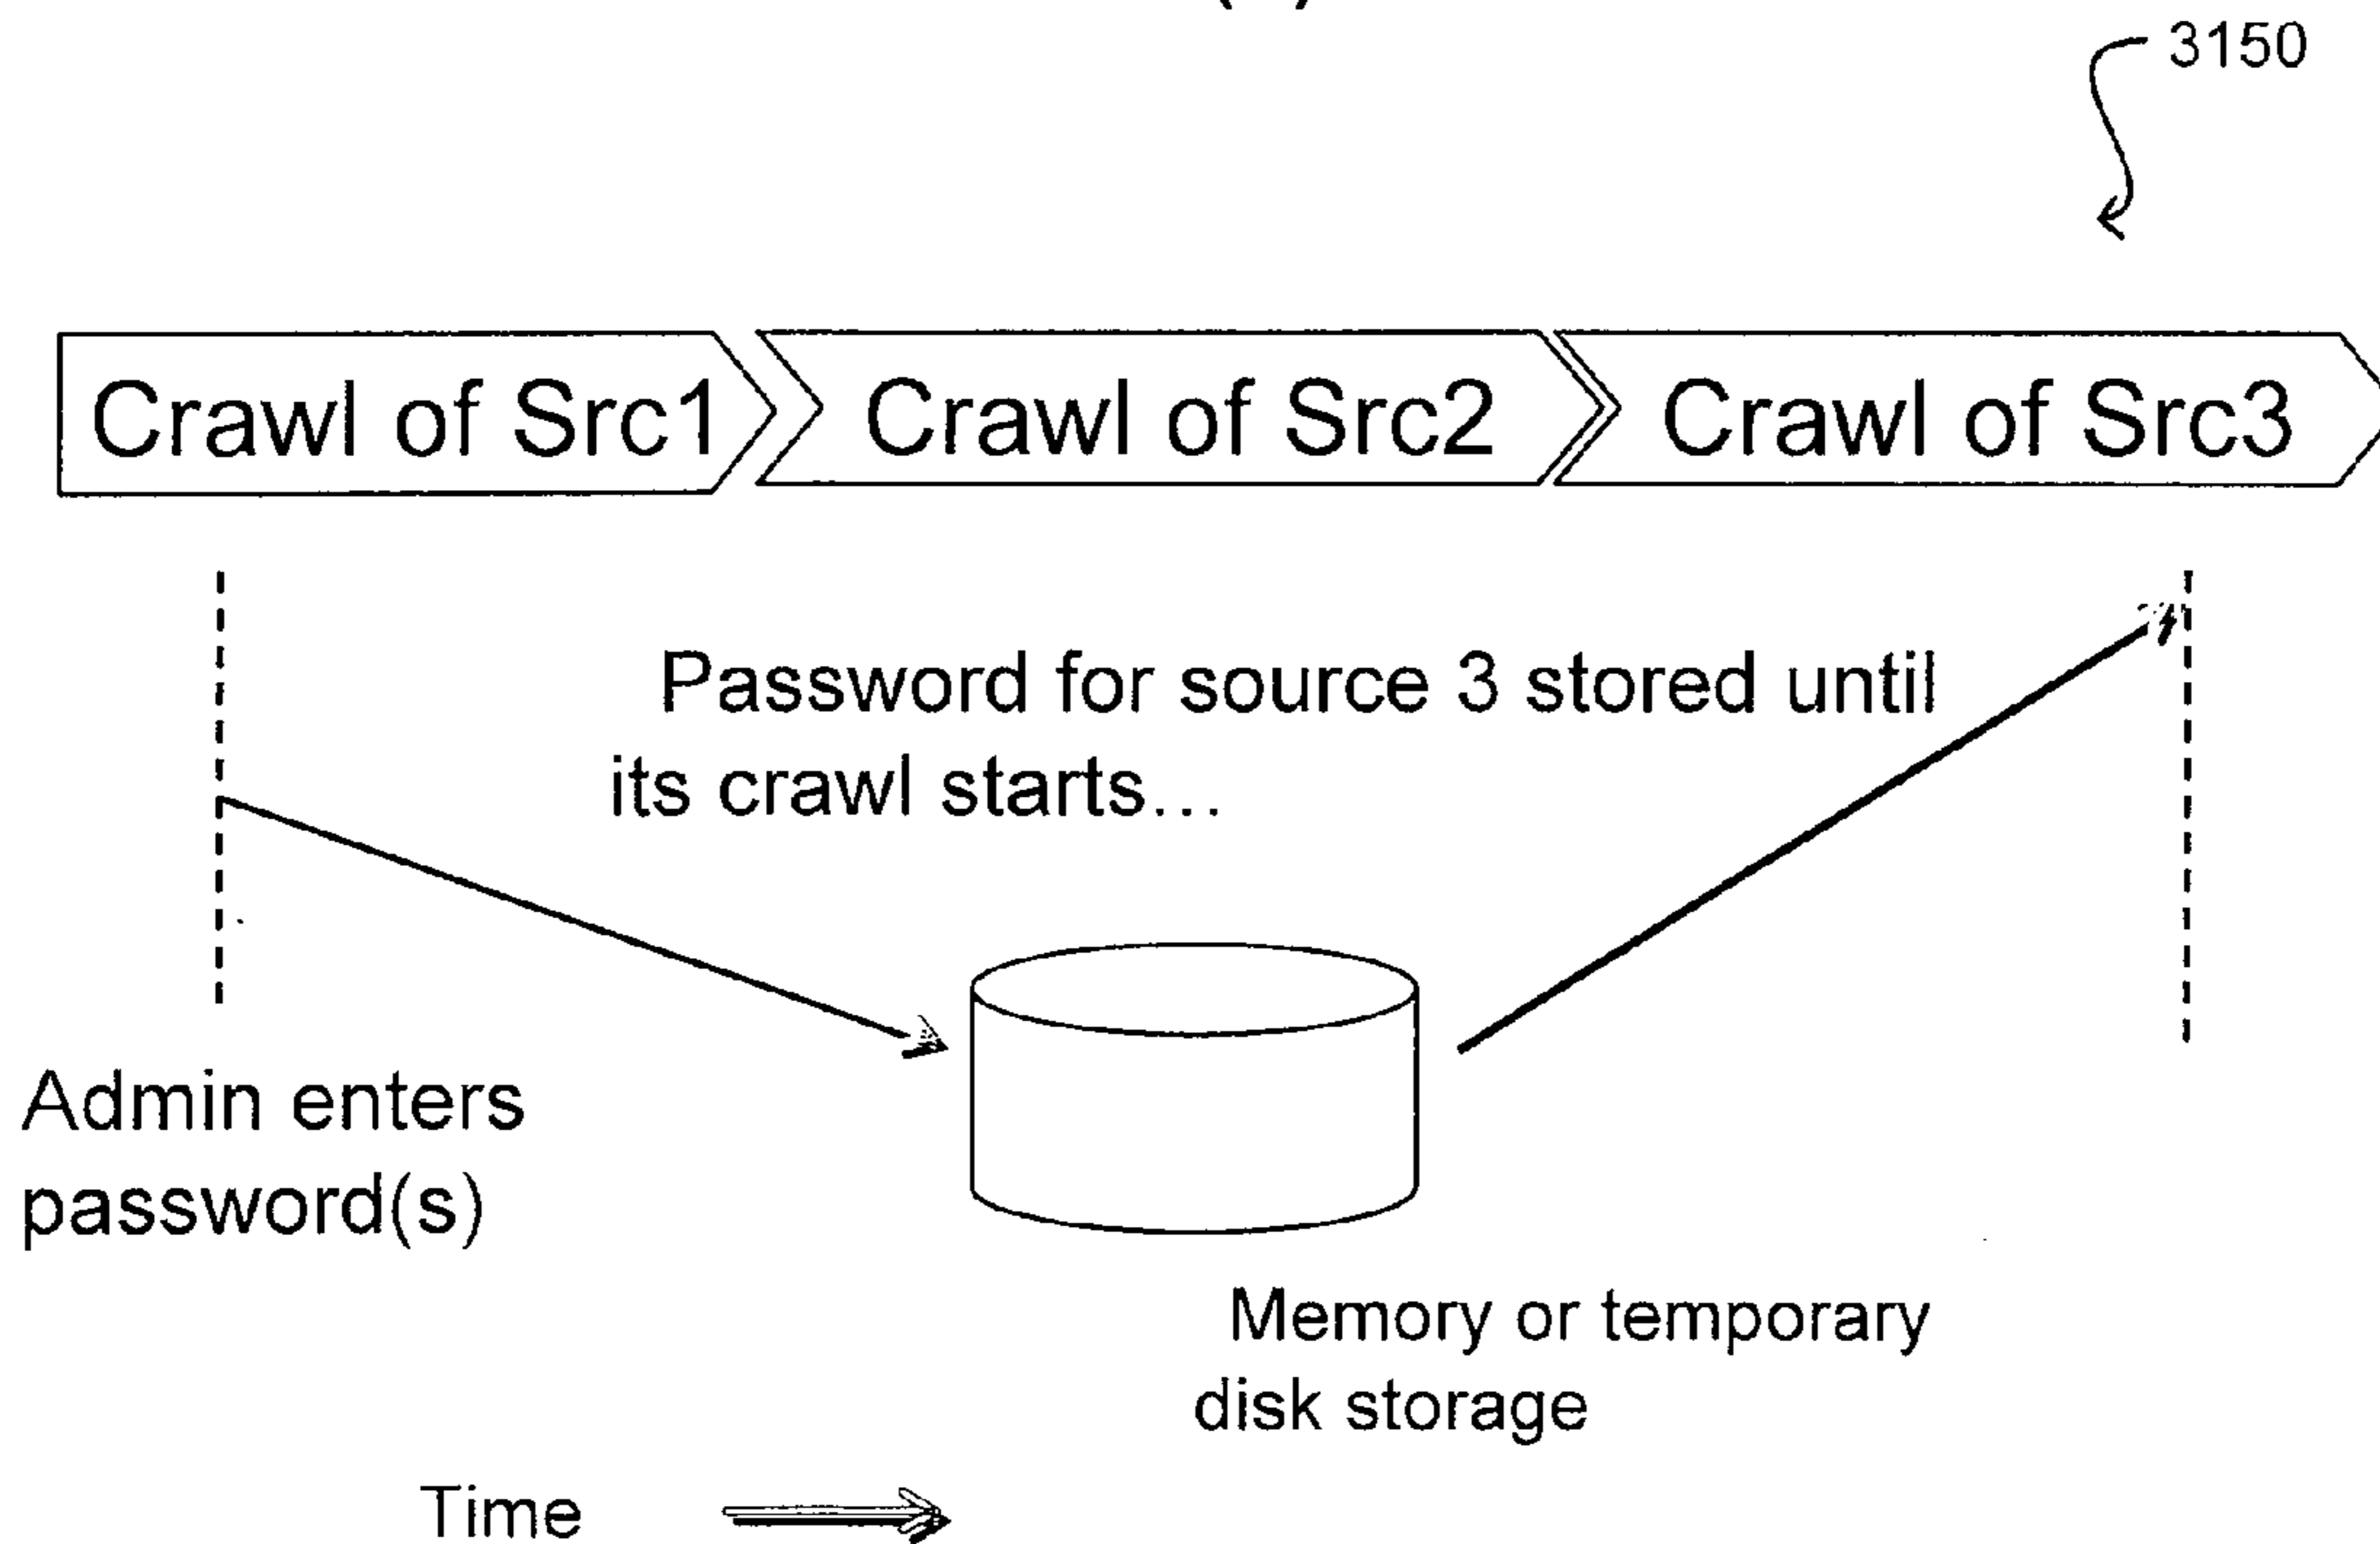 3150
Crawl of Src1
Crawl of Src2
Crawl of Src3
Password for source 3 stored until
its crawl starts...
Admin enters
password(s)
Memory or temporary
disk storage
Time